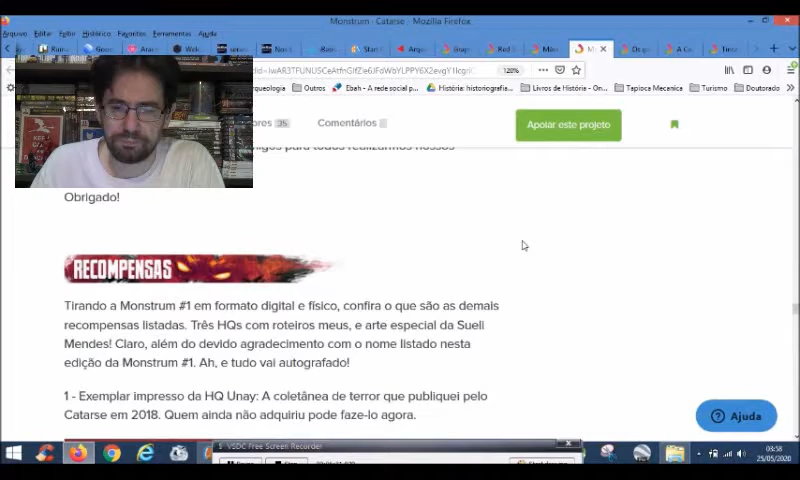 Monstrum - Catarse - Mozilla Firefox
Arquivo Editar Exibir Histórico Favoritos Ferramentas Ajuda
120%
Outros Ebah - A rede social p... História: historiografia... Livros de História - On... Tapioca Mecanica Turismo Doutorado
35 Comentários Apoiar este projeto
Obrigado!
RECOMPENSAS
Tirando a Monstrum #1 em formato digital e físico, confira o que são as demais
recompensas listadas. Três HQs com roteiros meus, e arte especial da Sueli
Mendes! Claro, além do devido agradecimento com o nome listado nesta
edição da Monstrum #1. Ah, e tudo vai autografado!
1 - Exemplar impresso da HQ Unay: A coletânea de terror que publiquei pelo
Catarse em 2018. Quem ainda não adquiriu pode faze-lo agora.
Ajuda
VSDC Free Screen Recorder
03:58
25/05/2020